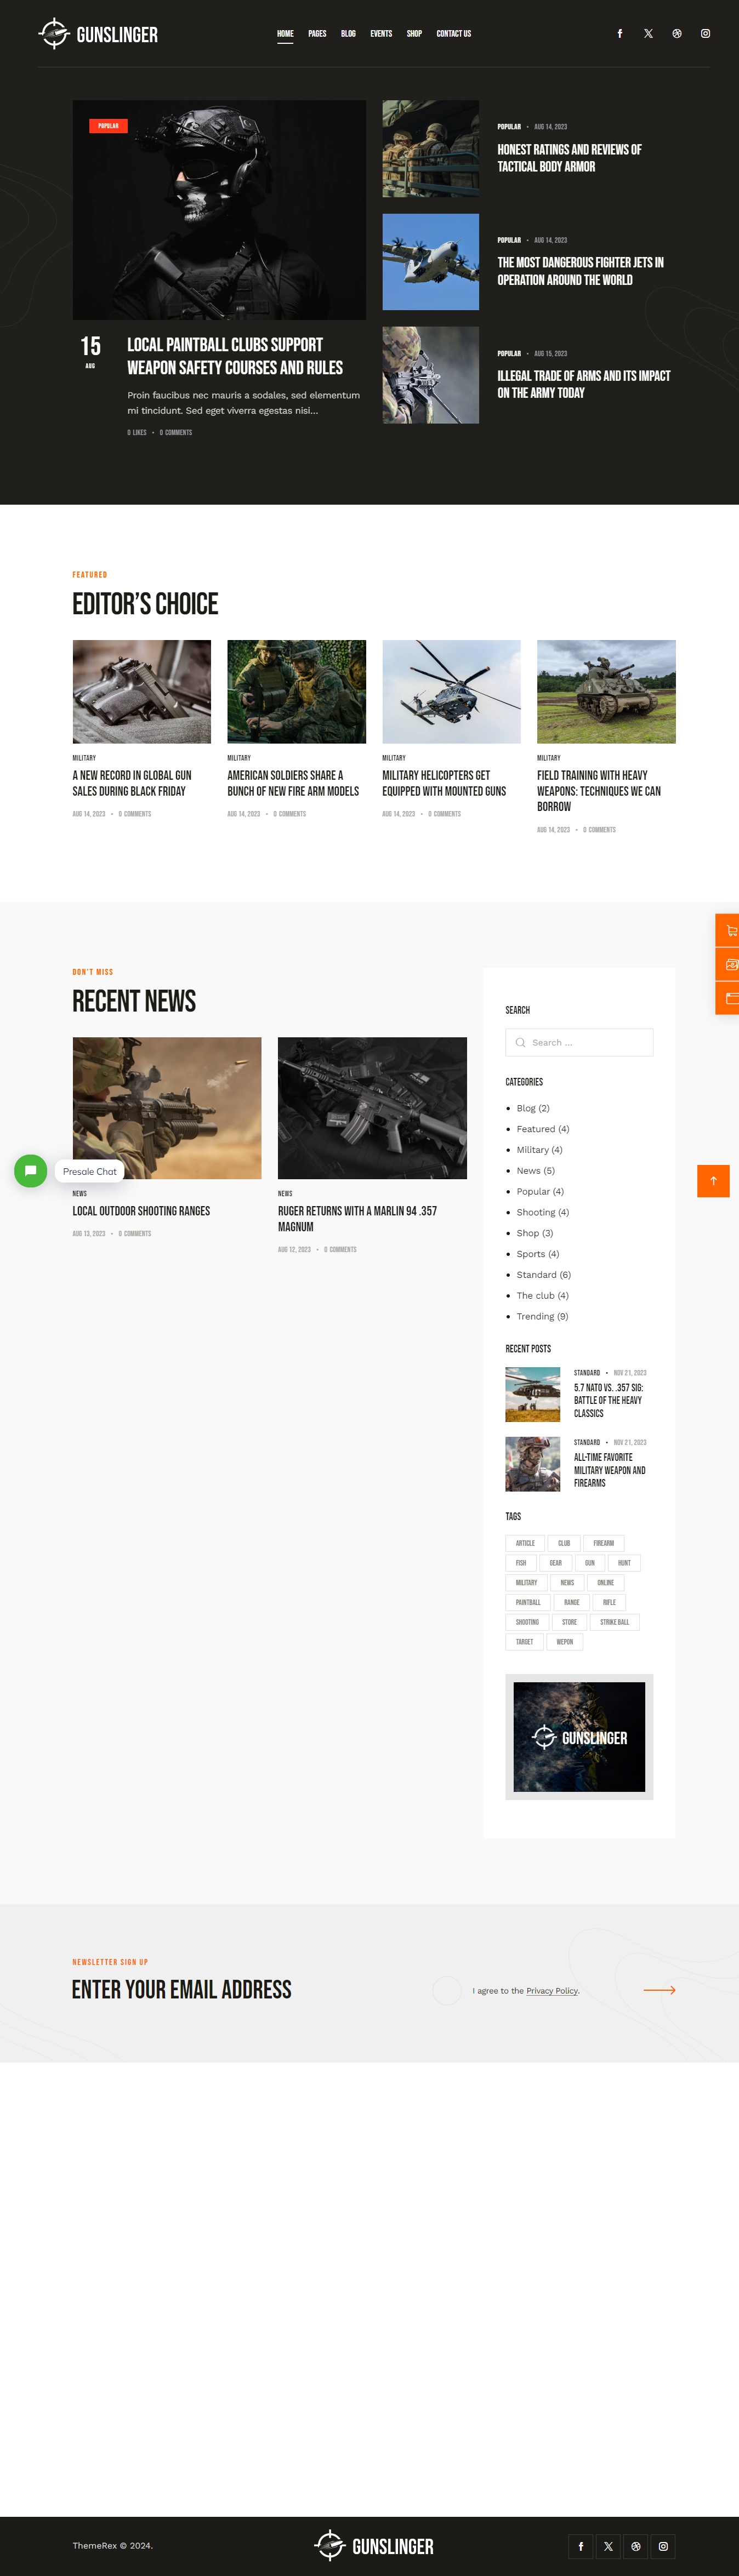 GUNSLINGER
HOME PAGES BLOG EVENTS SHOP CONTACT US
POPULAR
15
AUG
LOCAL PAINTBALL CLUBS SUPPORT
WEAPON SAFETY COURSES AND RULES
Proin faucibus nec mauris a sodales, sed elementum
mi tincidunt. Sed eget viverra egestas nisi...
0 LIKES • 0 COMMENTS
POPULAR • AUG 14, 2023
HONEST RATINGS AND REVIEWS OF
TACTICAL BODY ARMOR
POPULAR • AUG 14, 2023
THE MOST DANGEROUS FIGHTER JETS IN
OPERATION AROUND THE WORLD
POPULAR • AUG 15, 2023
ILLEGAL TRADE OF ARMS AND ITS IMPACT
ON THE ARMY TODAY
FEATURED
EDITOR'S CHOICE
MILITARY
A NEW RECORD IN GLOBAL GUN
SALES DURING BLACK FRIDAY
AUG 14, 2023 • 0 COMMENTS
MILITARY
AMERICAN SOLDIERS SHARE A
BUNCH OF NEW FIRE ARM MODELS
AUG 14, 2023 • 0 COMMENTS
MILITARY
MILITARY HELICOPTERS GET
EQUIPPED WITH MOUNTED GUNS
AUG 14, 2023 • 0 COMMENTS
MILITARY
FIELD TRAINING WITH HEAVY
WEAPONS: TECHNIQUES WE CAN
BORROW
AUG 14, 2023 • 0 COMMENTS
DON'T MISS
RECENT NEWS
NEWS
LOCAL OUTDOOR SHOOTING RANGES
AUG 13, 2023 • 0 COMMENTS
NEWS
RUGER RETURNS WITH A MARLIN 94 .357
MAGNUM
AUG 12, 2023 • 0 COMMENTS
Presale Chat
SEARCH
Search ...
CATEGORIES
Blog (2)
Featured (4)
Military (4)
News (5)
Popular (4)
Shooting (4)
Shop (3)
Sports (4)
Standard (6)
The club (4)
Trending (9)
RECENT POSTS
STANDARD • NOV 21, 2023
5.7 NATO VS. .357 SIG:
BATTLE OF THE HEAVY
CLASSICS
STANDARD • NOV 21, 2023
ALL-TIME FAVORITE
MILITARY WEAPON AND
FIREARMS
TAGS
ARTICLE CLUB FIREARM
FISH GEAR GUN HUNT
MILITARY NEWS ONLINE
PAINTBALL RANGE RIFLE
SHOOTING STORE STRIKE BALL
TARGET WEPON
GUNSLINGER
NEWSLETTER SIGN UP
ENTER YOUR EMAIL ADDRESS
I agree to the Privacy Policy.
ThemeRex © 2024.
GUNSLINGER